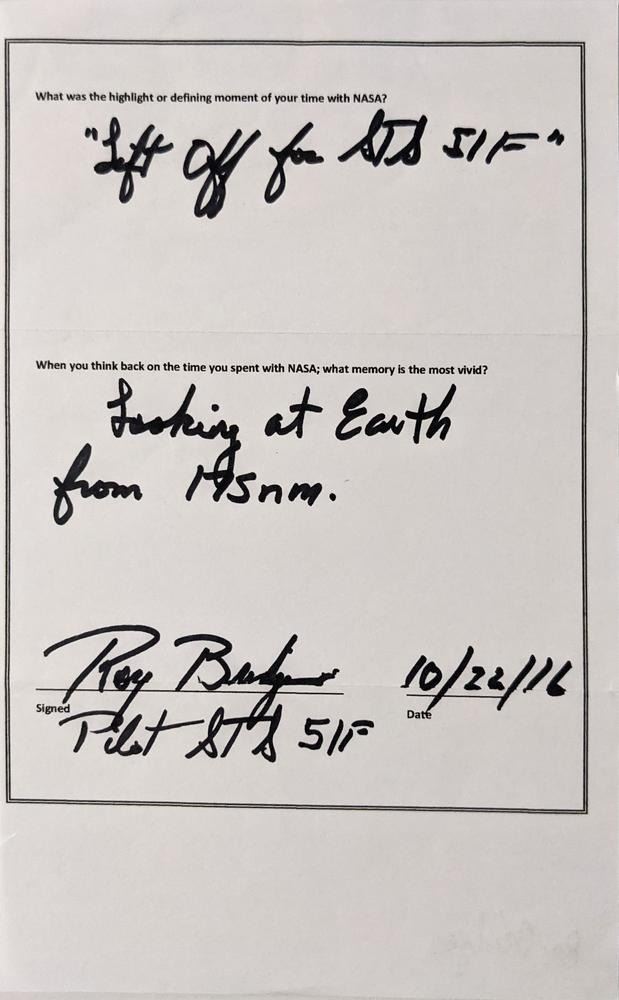 What was the highlight or defining moment of your time with NASA?
"Lift Off for STS 51F"
When you think back on the time you spent with NASA; what memory is the most vivid?
Looking at Earth
from 175nm.
Roy Bridges
10/22/16
Signed
Date
Pilot STS 51F